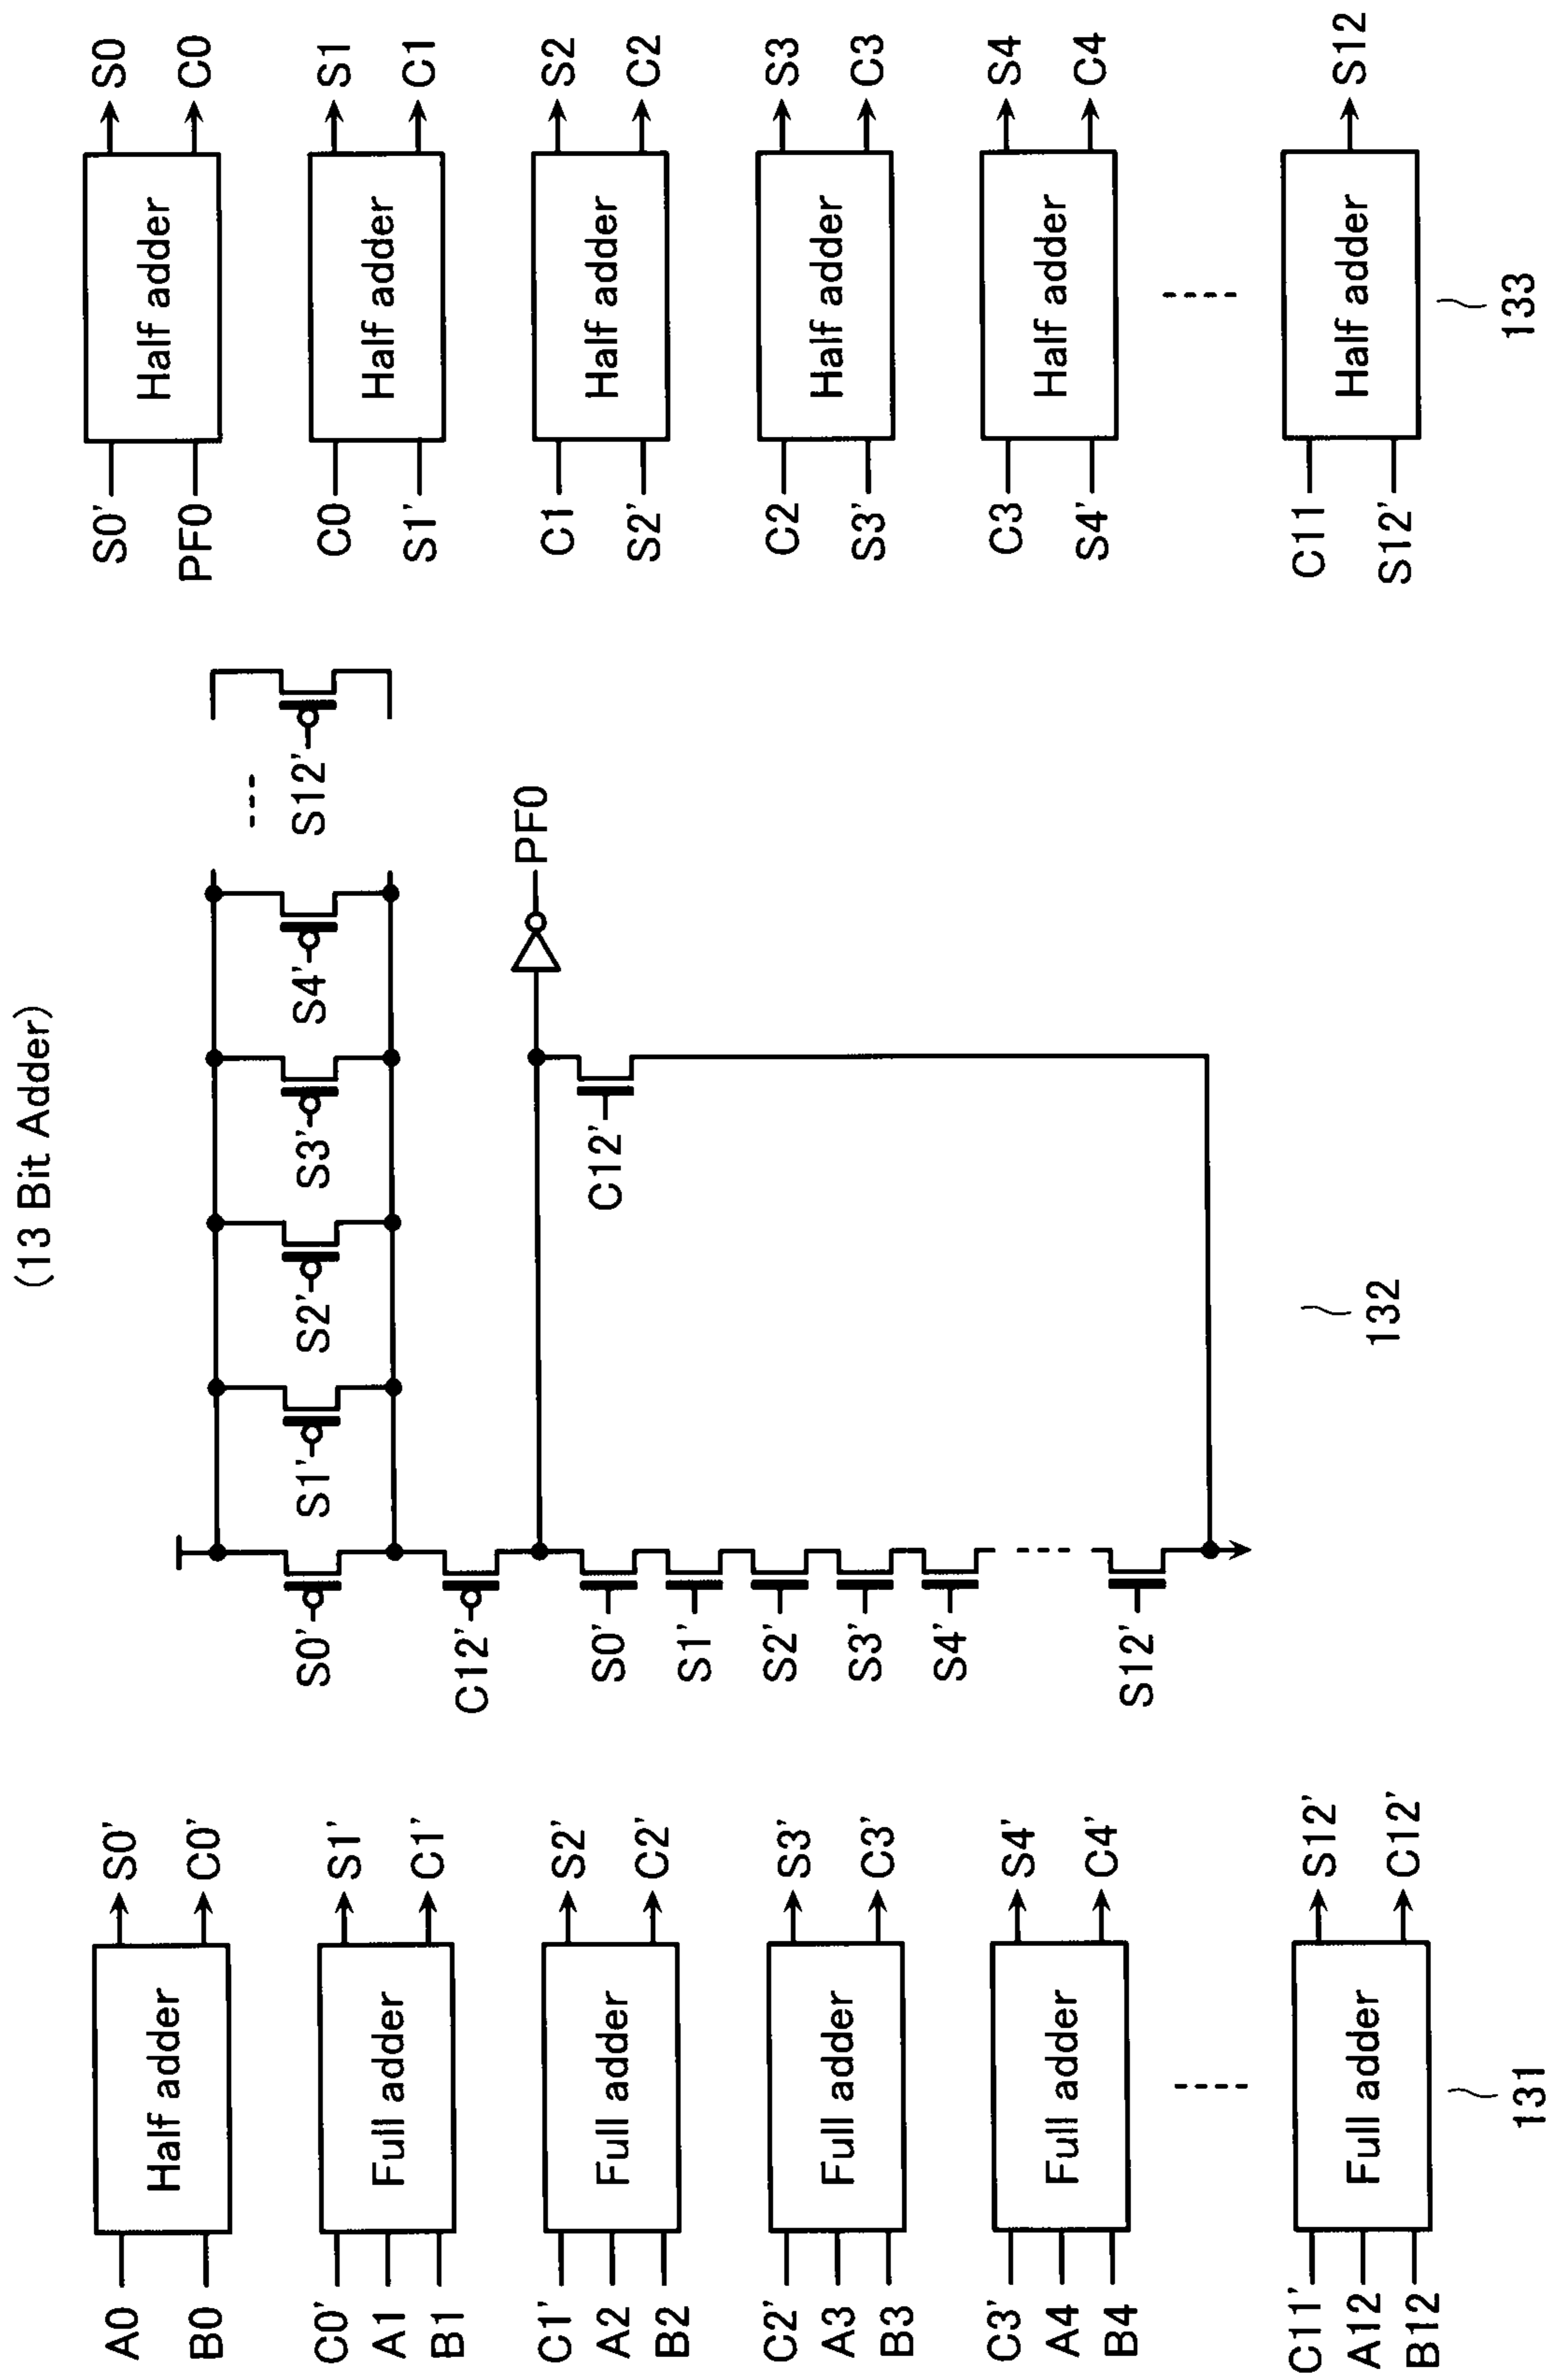 (13 Bit Adder)
A0
B0
Half adder
S0'
C0'
C0'
A1
B1
Full adder
S1'
C1'
C1'
A2
B2
Full adder
S2'
C2'
C2'
A3
B3
Full adder
S3'
C3'
C3'
A4
B4
Full adder
S4'
C4'
C11'
A12
B12
Full adder
S12'
C12'
131
S0'
S1'
S2'
S3'
S4'
S12'
C12'
S0'
S1'
S2'
S3'
S4'
S12'
C12'
PF0
132
S0'
PF0
Half adder
S0
C0
C0
S1'
Half adder
S1
C1
C1
S2'
Half adder
S2
C2
C2
S3'
Half adder
S3
C3
C3
S4'
Half adder
S4
C4
C11
S12'
Half adder
S12
133